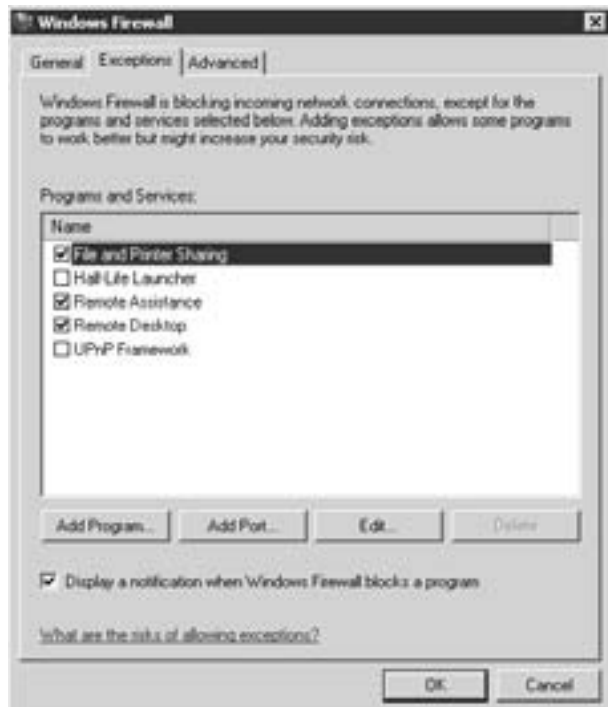 Windows Firewall
General Exceptions Advanced
Windows Firewall is blocking incoming network connections, except for the
programs and services selected below. Adding exceptions allows some programs
to work better but might increase your security risk.
Programs and Services:
Name
File and Printer Sharing
Half-Life Launcher
Remote Assistance
Remote Desktop
UPnP Framework
Add Program... Add Port... Edit... Delete
Display a notification when Windows Firewall blocks a program
What are the risks of allowing exceptions?
OK Cancel